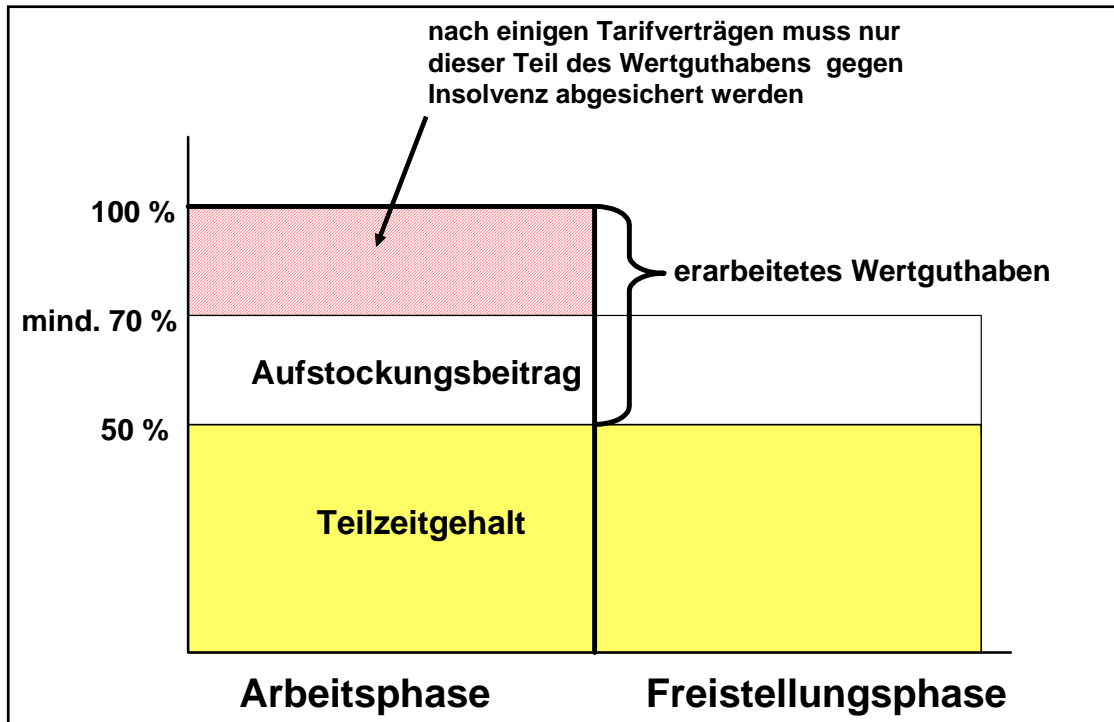 nach einigen Tarifverträgen muss nur
dieser Teil des Wertguthabens gegen
Insolvenz abgesichert werden
100 %
erarbeitetes Wertguthaben
mind. 70 %
Aufstockungsbeitrag
50 %
Teilzeitgehalt
Arbeitsphase
Freistellungsphase